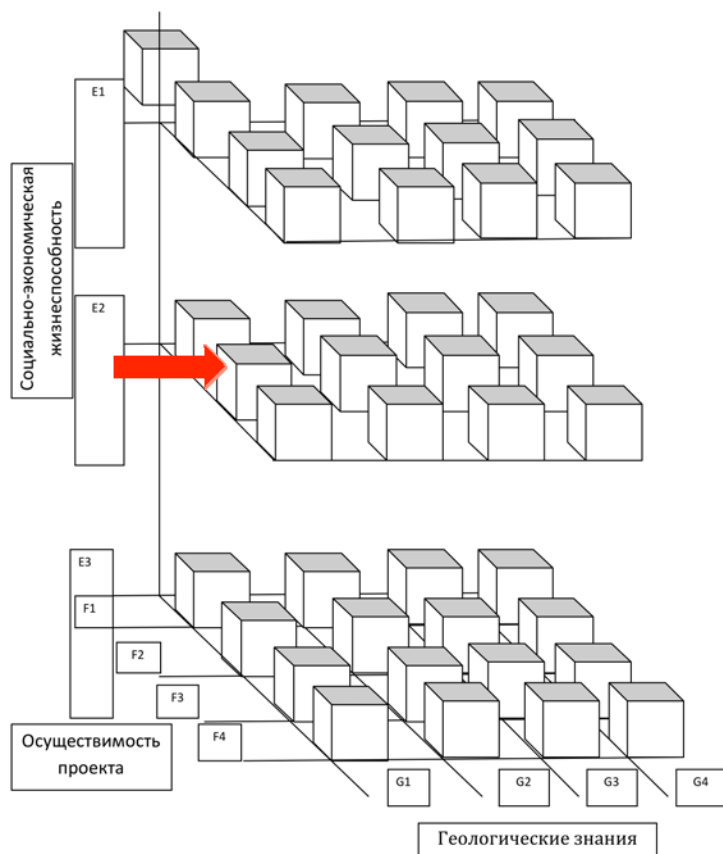 E1
Социально-экономическая
жизнеспособность
E2
E3
F1
F2
F3
F4
Осуществимость
проекта
G1
G2
G3
G4
Геологические знания